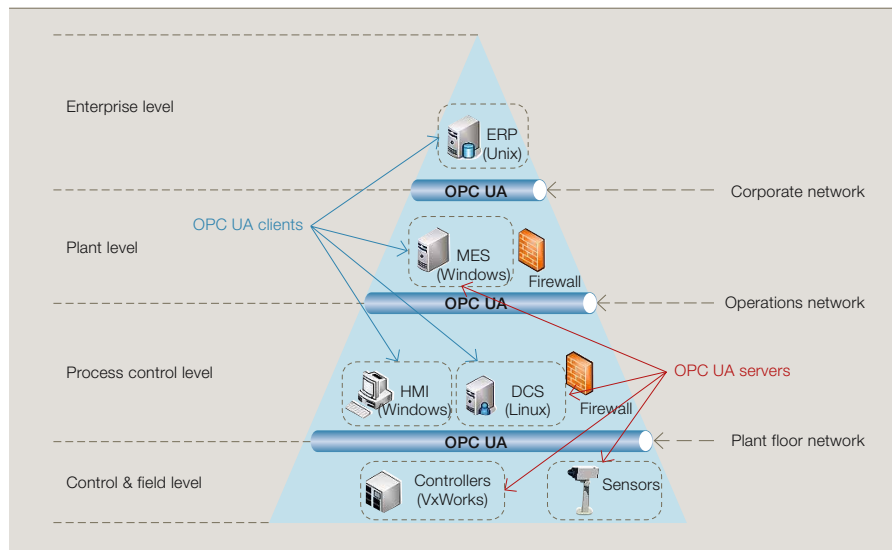 Enterprise level
ERP
(Unix)
OPC UA
Corporate network
OPC UA clients
Plant level
MES
(Windows)
Firewall
OPC UA
Operations network
Process control level
OPC UA servers
HMI
(Windows)
DCS
(Linux)
Firewall
OPC UA
Plant floor network
Control & field level
Controllers
(VxWorks)
Sensors